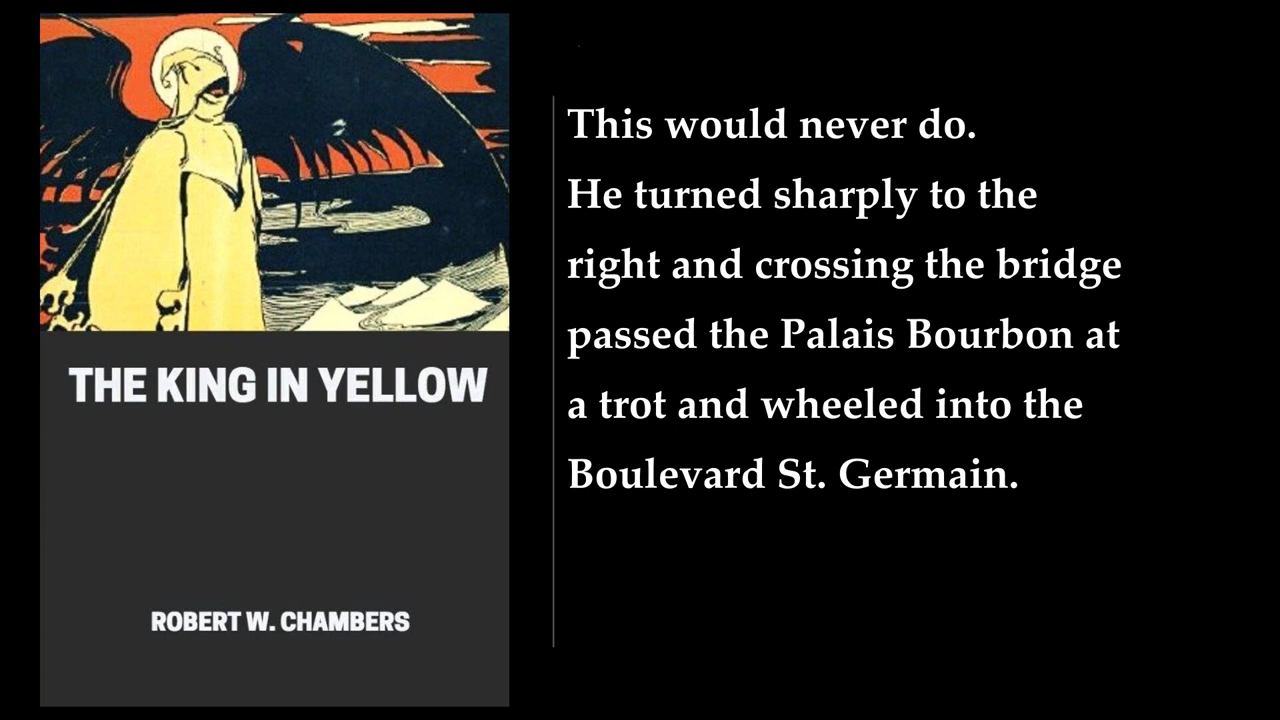 THE KING IN YELLOW
ROBERT W. CHAMBERS
This would never do.
He turned sharply to the
right and crossing the bridge
passed the Palais Bourbon at
a trot and wheeled into the
Boulevard St. Germain.